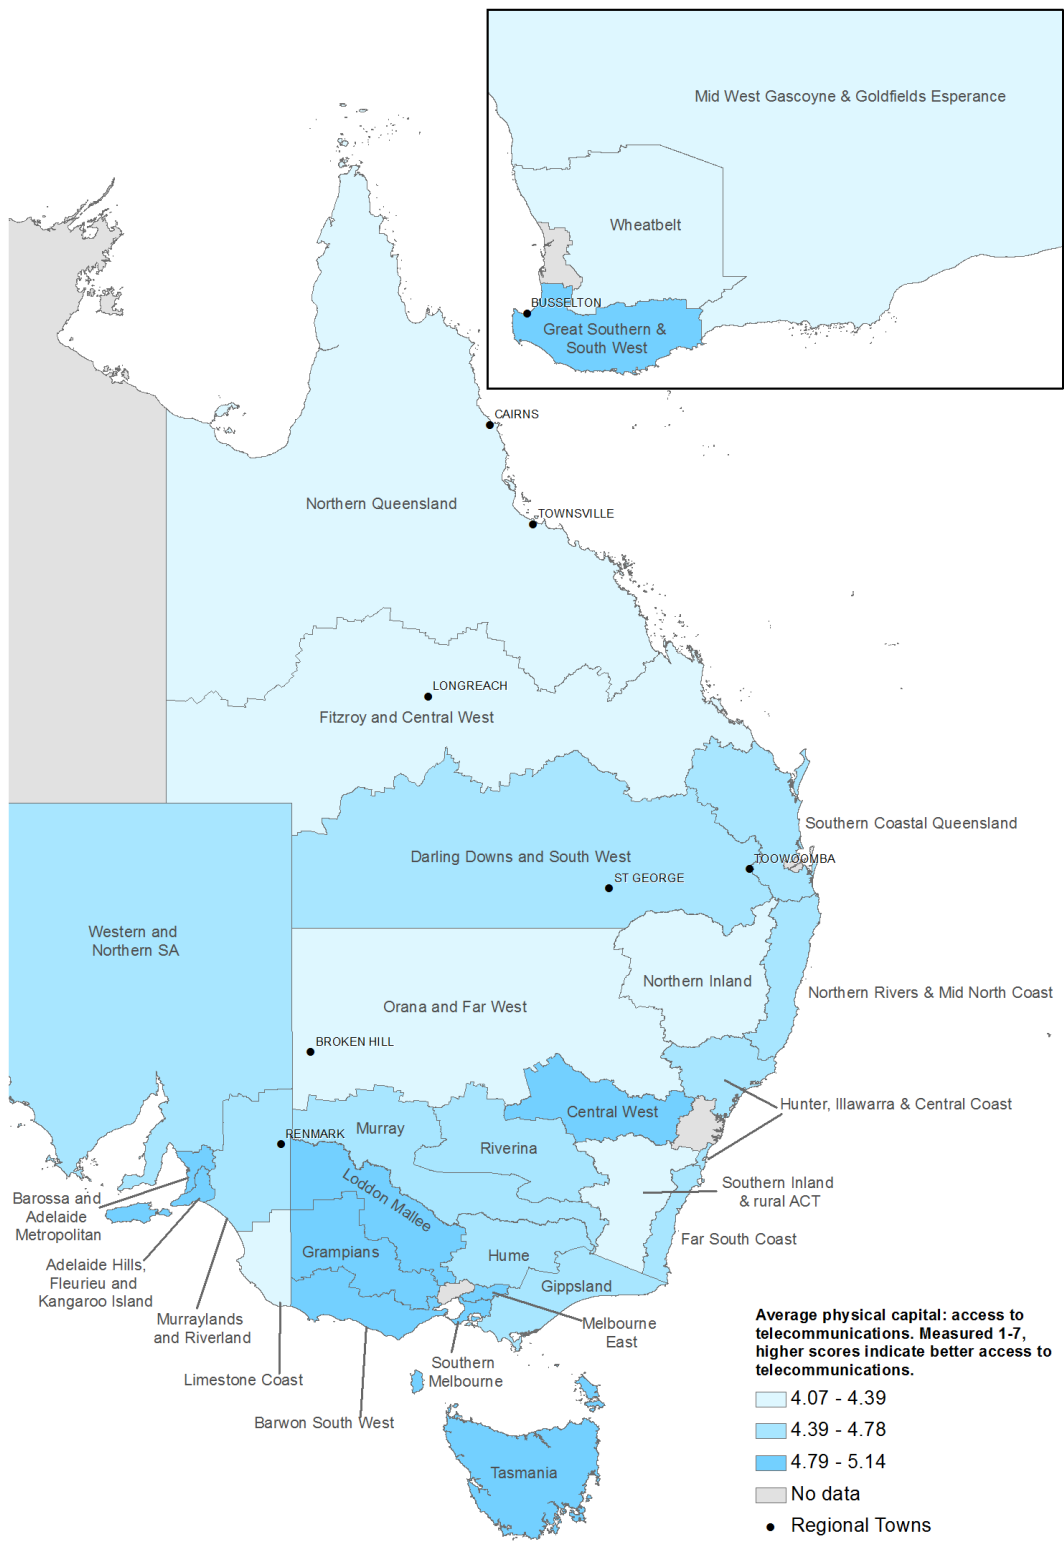 Mid West Gascoyne & Goldfields Esperance
Wheatbelt
BUSSELTON
Great Southern &
South West
CAIRNS
Northern Queensland
TOWNSVILLE
LONGREACH
Fitzroy and Central West
Southern Coastal Queensland
Darling Downs and South West
TOOWOOMBA
ST GEORGE
Western and
Northern SA
Northern Inland
Northern Rivers & Mid North Coast
Orana and Far West
BROKEN HILL
Central West
Hunter, Illawarra & Central Coast
RENMARK
Murray
Riverina
Loddon Mallee
Southern Inland
& rural ACT
Barossa and
Adelaide
Metropolitan
Far South Coast
Grampians
Hume
Adelaide Hills,
Fleurieu and
Kangaroo Island
Gippsland
Murraylands
and Riverland
Melbourne
East
Southern
Melbourne
Limestone Coast
Barwon South West
Tasmania
Average physical capital: access to
telecommunications. Measured 1-7,
higher scores indicate better access to
telecommunications.
4.07 - 4.39
4.39 - 4.78
4.79 - 5.14
No data
Regional Towns